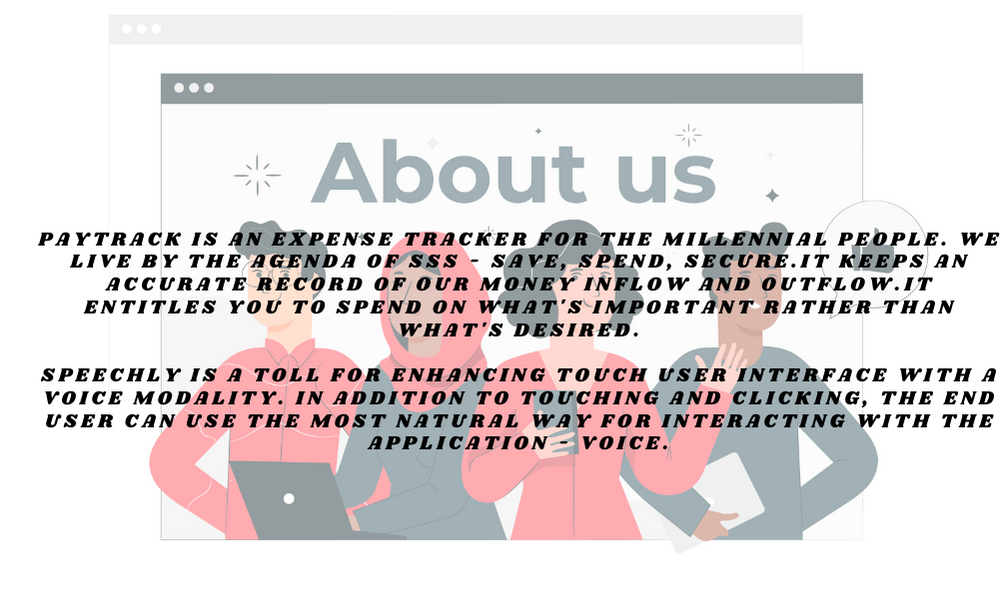 About us
PAYTRACK IS AN EXPENSE TRACKER FOR THE MILLENNIAL PEOPLE. WE
LIVE BY THE AGENDA OF SSS - SAVE, SPEND, SECURE.IT KEEPS AN
ACCURATE RECORD OF OUR MONEY INFLOW AND OUTFLOW.IT
ENTITLES YOU TO SPEND ON WHAT'S IMPORTANT RATHER THAN
WHAT'S DESIRED.
SPEECHLY IS A TOLL FOR ENHANCING TOUCH USER INTERFACE WITH A
VOICE MODALITY. IN ADDITION TO TOUCHING AND CLICKING, THE END
USER CAN USE THE MOST NATURAL WAY FOR INTERACTING WITH THE
APPLICATION - VOICE.